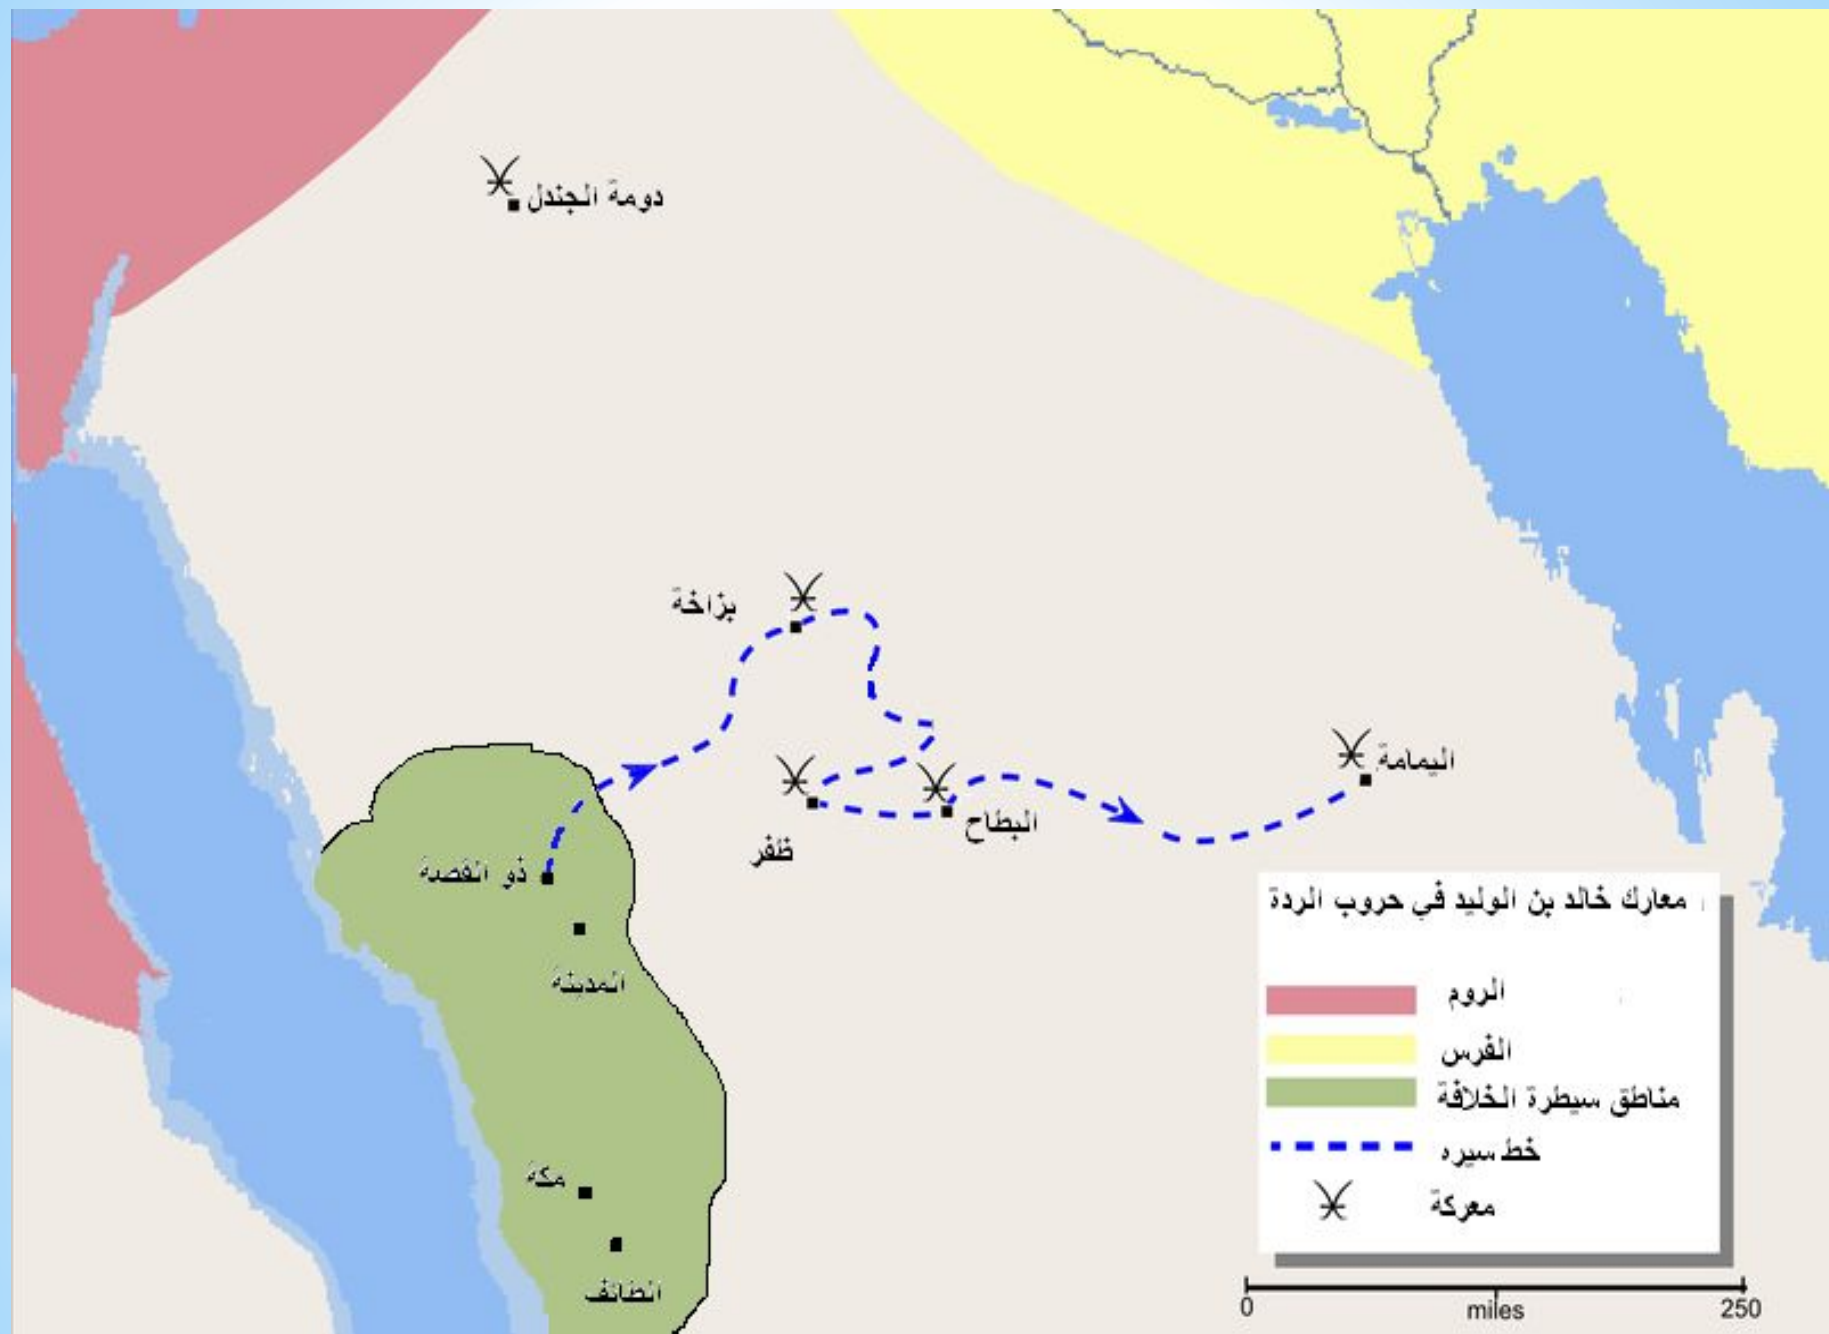 دومة الجندل
بزاخة
اليمامة
البطاح
ظفر
ذو القصة
المدينة
مكة
الطائف
معارك خالد بن الوليد في حروب الردة
الروم
الفرس
مناطق سيطرة الخلافة
خط سيره
معركة
0 miles 250